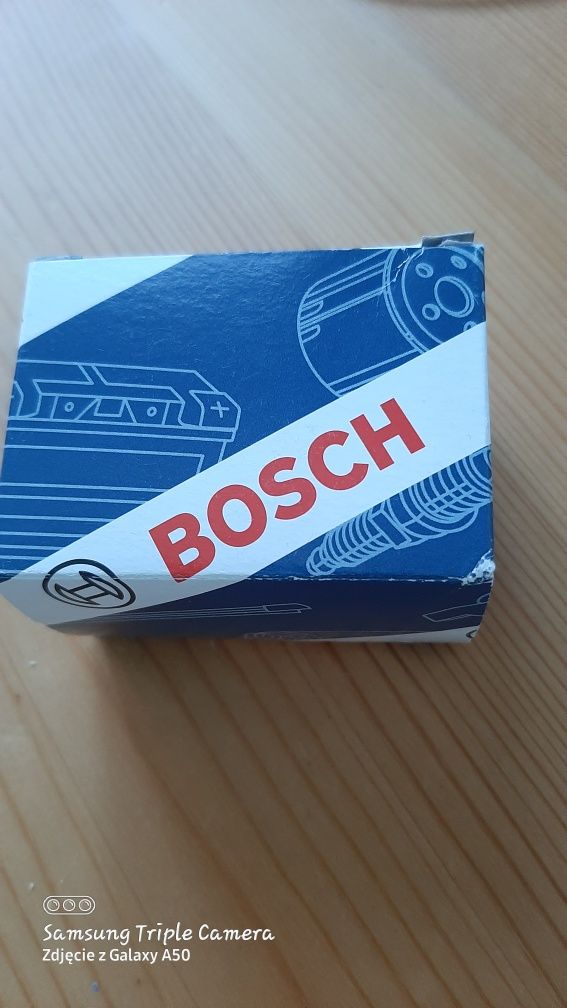 BOSCH
Samsung Triple Camera
Zdjęcie z Galaxy A50